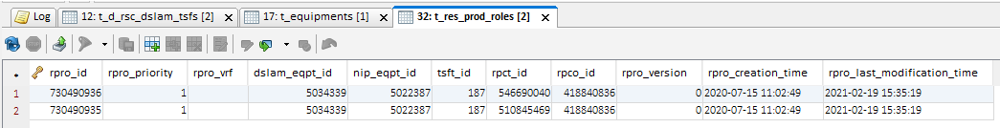 Log 12: t_d_rsc_dslam_tsfs [2] 17: t_equipments [1] 32: t_res_prod_roles [2]
rpro_id rpro_priority rpro_vrf dslam_eqpt_id nip_eqpt_id tsft_id rpct_id rpco_id rpro_version rpro_creation_time rpro_last_modification_time
1 730490936 1 5034339 5022387 187 546690040 418840836 0 2020-07-15 11:02:49 2021-02-19 15:35:19
2 730490935 1 5034339 5022387 187 510845469 418840836 0 2020-07-15 11:02:49 2021-02-19 15:35:19